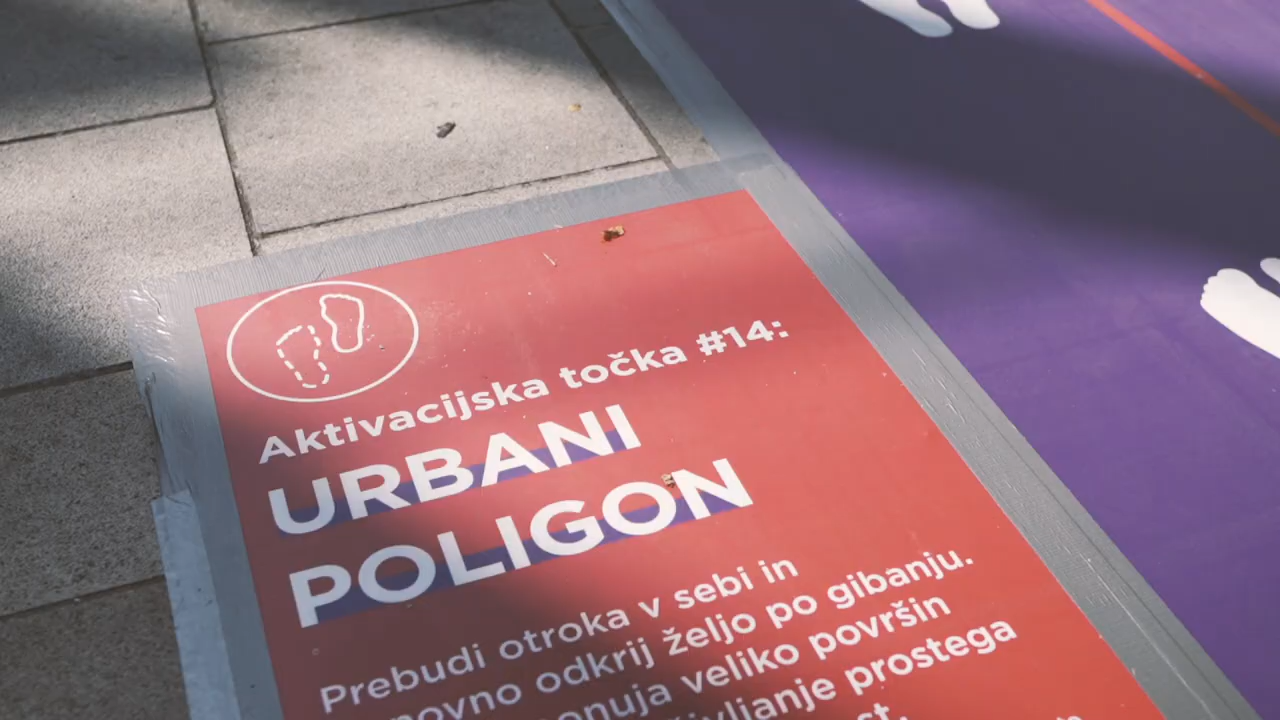 Aktivacijska točka #14:
URBANI
POLIGON
Prebudi otroka v sebi in
odkrij željo po gibanju.
veliko površin
prostega